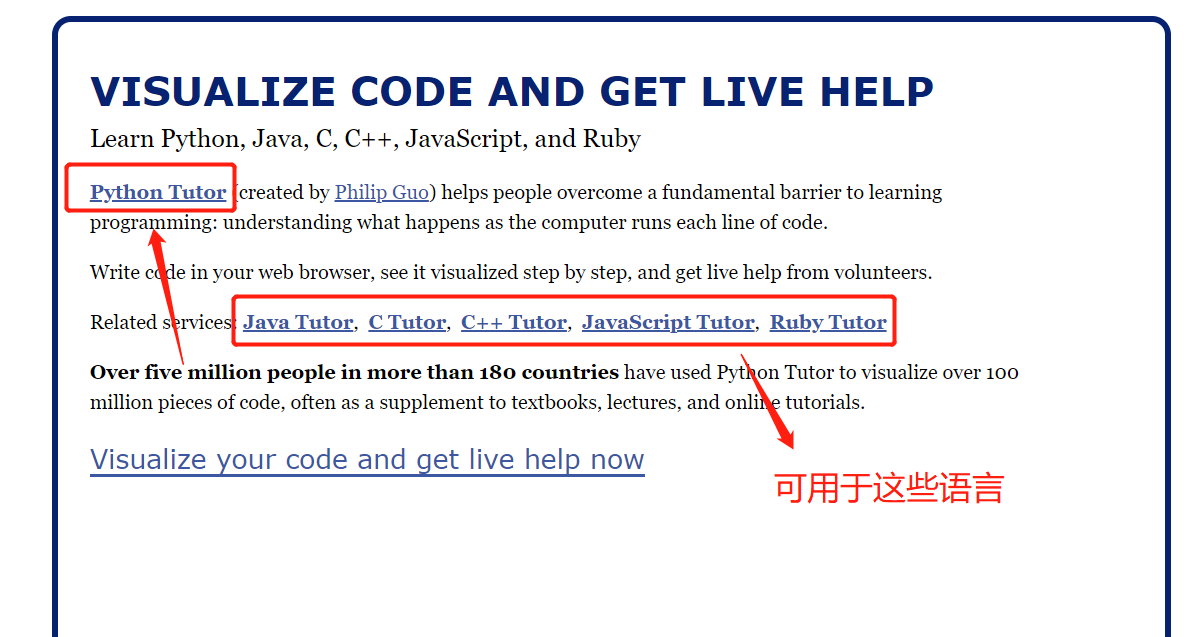 VISUALIZE CODE AND GET LIVE HELP
Learn Python, Java, C, C++, JavaScript, and Ruby
Python Tutor (created by Philip Guo) helps people overcome a fundamental barrier to learning
programming: understanding what happens as the computer runs each line of code.
Write code in your web browser, see it visualized step by step, and get live help from volunteers.
Related services: Java Tutor, C Tutor, C++ Tutor, JavaScript Tutor, Ruby Tutor
Over five million people in more than 180 countries have used Python Tutor to visualize over 100
million pieces of code, often as a supplement to textbooks, lectures, and online tutorials.
Visualize your code and get live help now
可用于这些语言